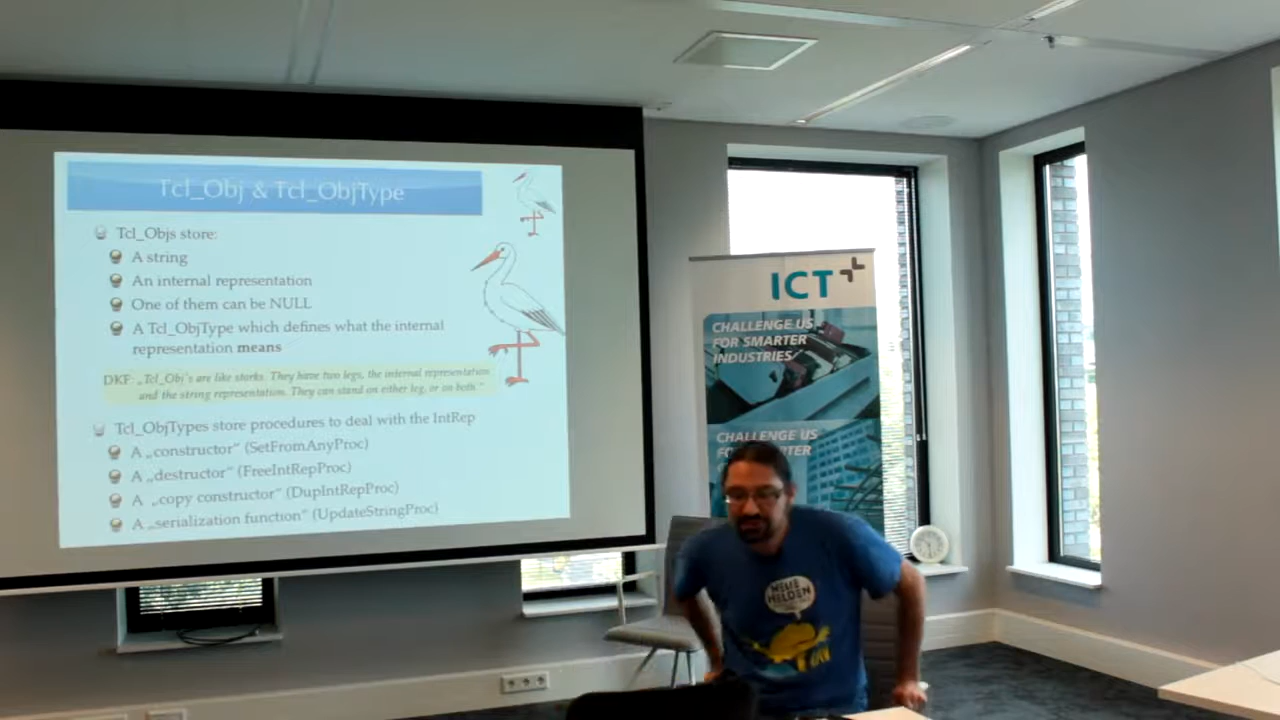 Tcl_Obj & Tcl_ObjType
Tcl_Objs store:
A string
An internal representation
One of them can be NULL
A Tcl_ObjType which defines what the internal
representation means
DKF: „Tcl_Obj's are like storks. They have two legs, the internal representation
and the string representation. They can stand on either leg, or on both."
Tcl_ObjTypes store procedures to deal with the IntRep
A „constructor“ (SetFromAnyProc)
A „destructor“ (FreeIntRepProc)
A „copy constructor“ (DupIntRepProc)
A „serialization function“ (UpdateStringProc)
ICT
CHALLENGE US
FOR SMARTER
INDUSTRIES
CHALLENGE US
NEUE
HELDEN